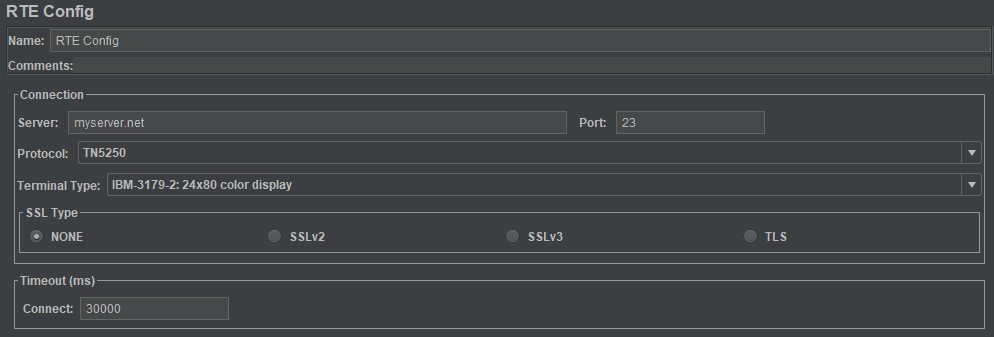 RTE Config
Name: RTE Config
Comments:
Connection
Server: myserver.net Port: 23
Protocol: TN5250
Terminal Type: IBM-3179-2: 24x80 color display
SSL Type
NONE SSLv2 SSLv3 TLS
Timeout (ms)
Connect: 30000